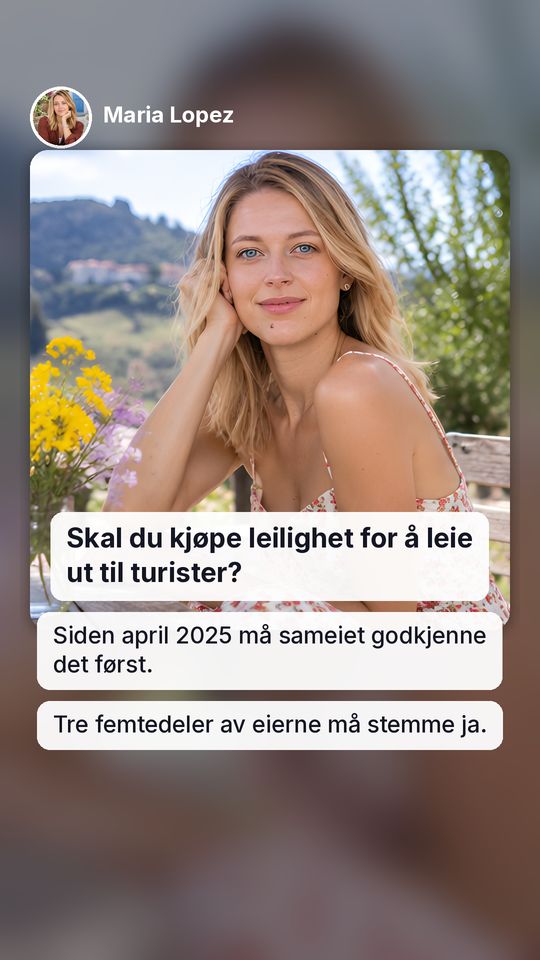 Maria Lopez
Skal du kjøpe leilighet for å leie
ut til turister?
Siden april 2025 må sameiet godkjenne
det først.
Tre femtedeler av eierne må stemme ja.